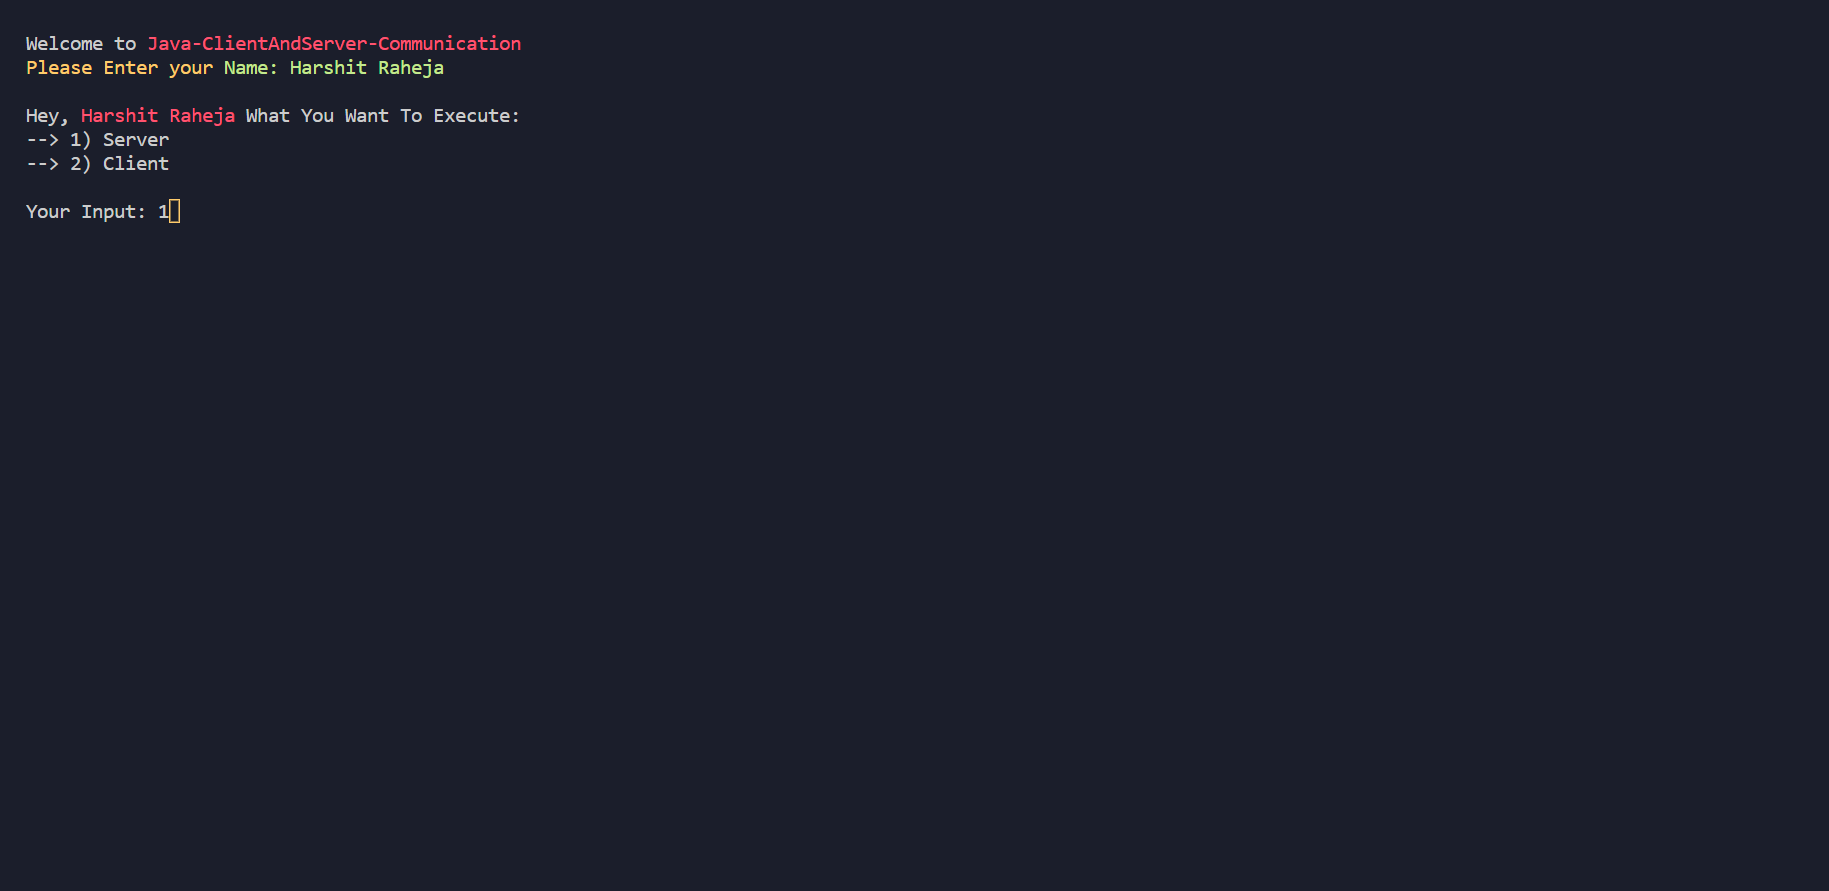 Welcome to Java-ClientAndServer-Communication
Please Enter your Name: Harshit Raheja
Hey, Harshit Raheja What You Want To Execute:
--> 1) Server
--> 2) Client
Your Input: 1